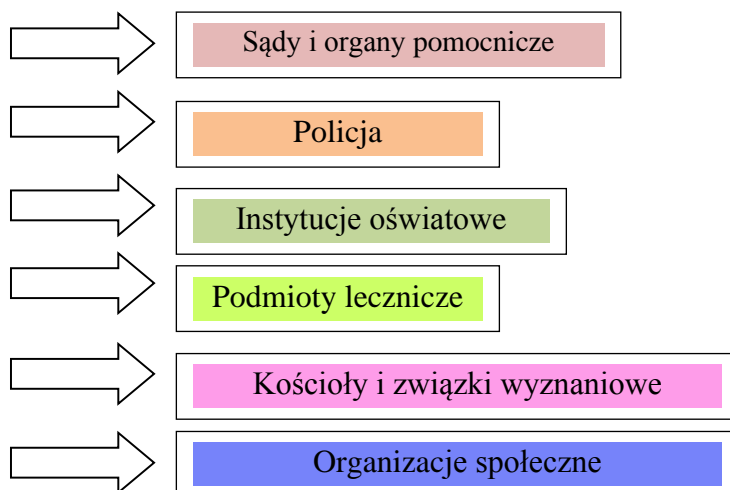 Sądy i organy pomocnicze
Policja
Instytucje oświatowe
Podmioty lecznicze
Kościoły i związki wyznaniowe
Organizacje społeczne